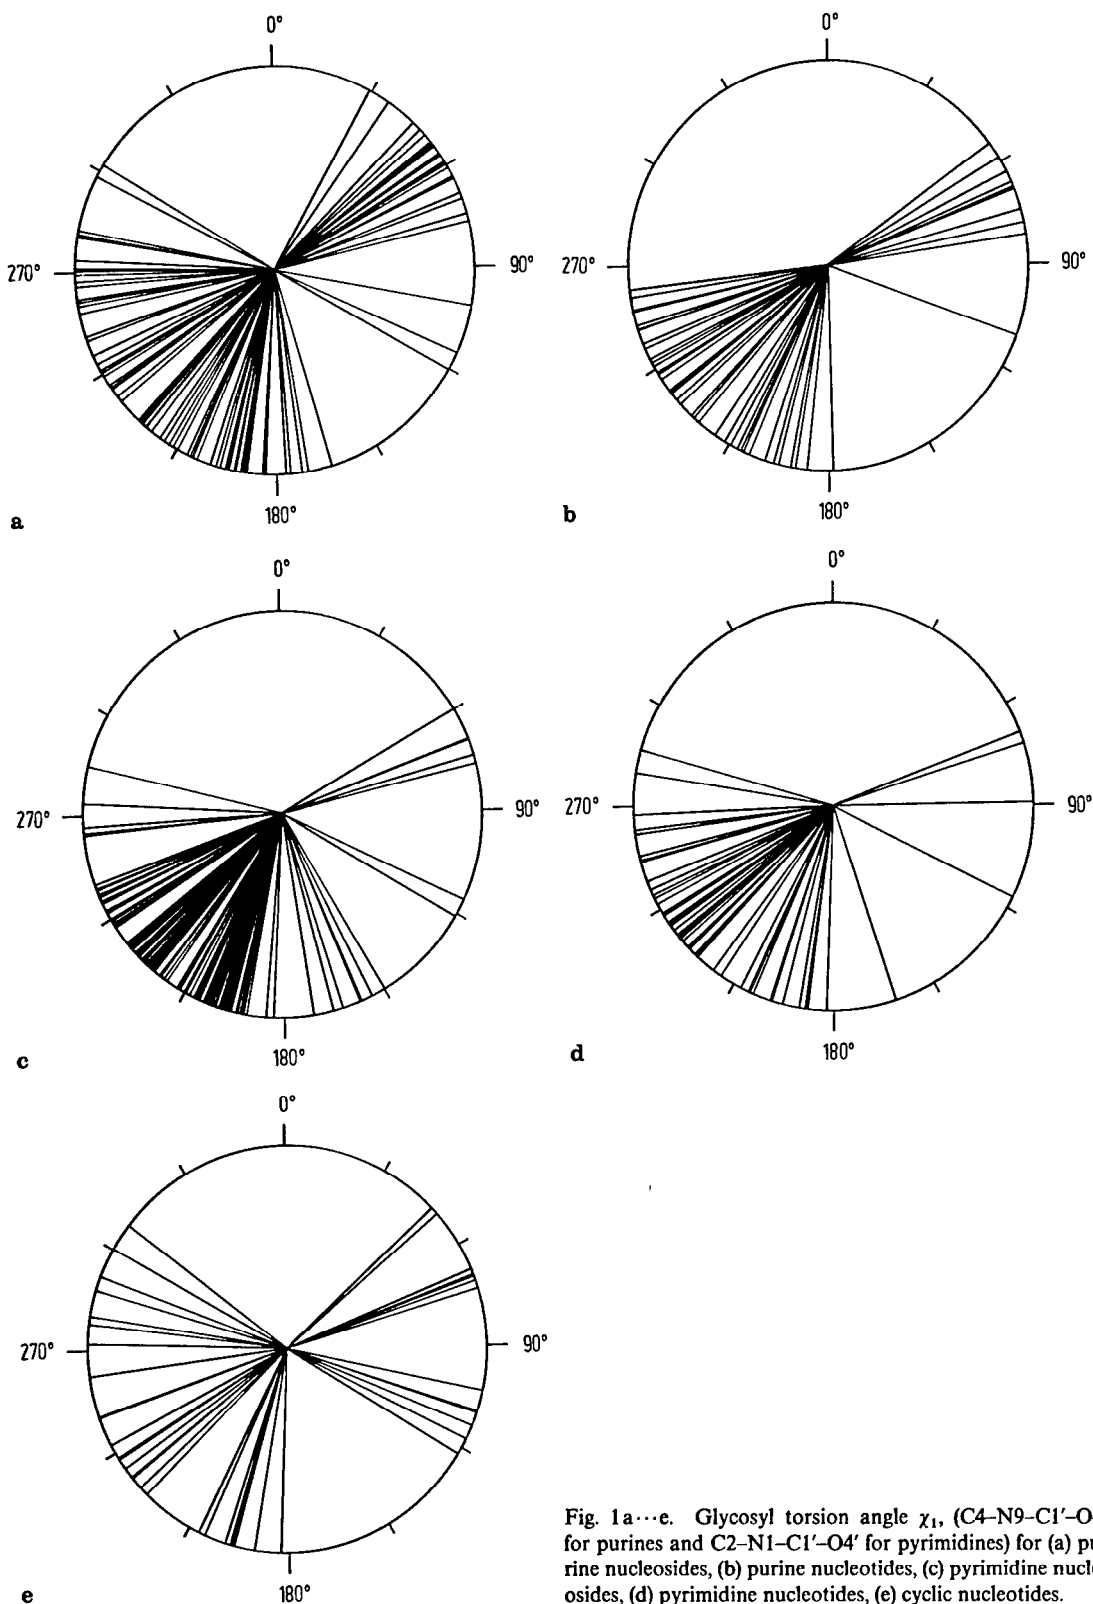 0°
0°
270°
90°
270°
90°
180°
180°
a
b
0°
0°
270°
90°
270°
90°
180°
180°
c
d
0°
270°
90°
180°
e
Fig. 1a···e. Glycosyl torsion angle χ₁, (C4–N9–C1′–O4
for purines and C2–N1–C1′–O4′ for pyrimidines) for (a) pu
rine nucleosides, (b) purine nucleotides, (c) pyrimidine nucle
osides, (d) pyrimidine nucleotides, (e) cyclic nucleotides.